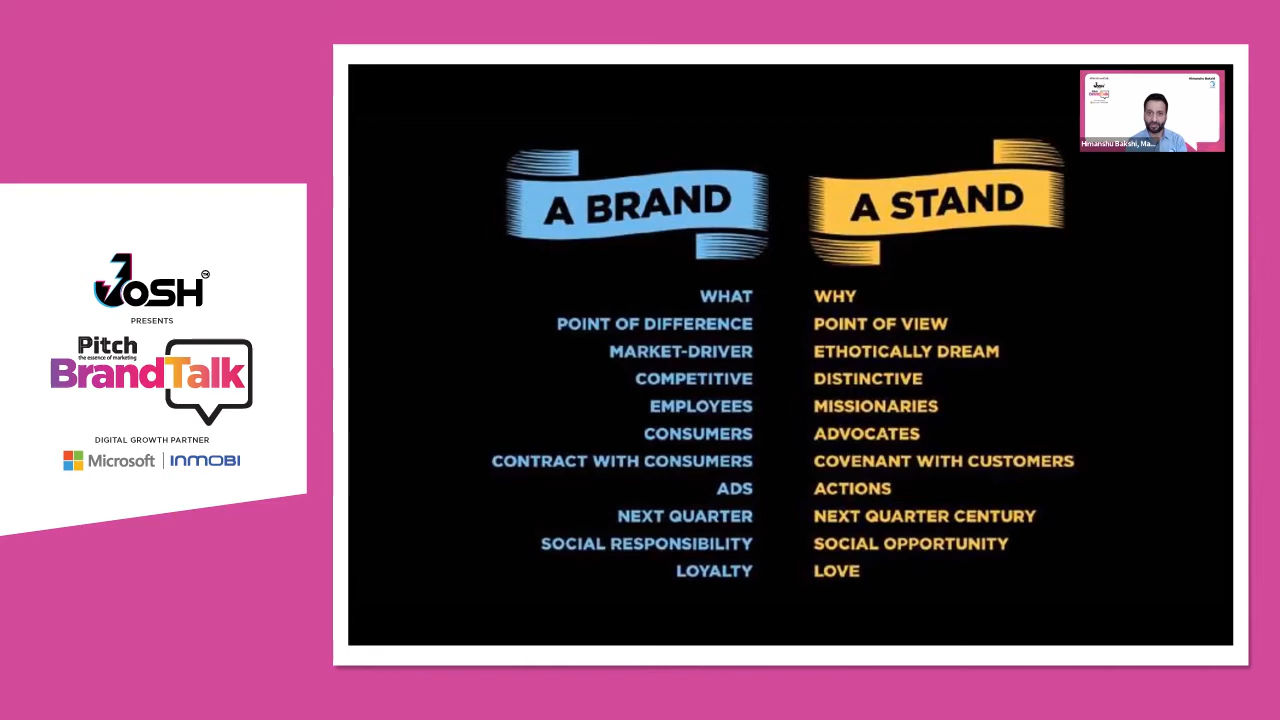 JOSH
PRESENTS
Pitch
the essence of marketing
BrandTalk
DIGITAL GROWTH PARTNER
Microsoft | INMOBI
A BRAND
A STAND
WHAT
WHY
POINT OF DIFFERENCE
POINT OF VIEW
MARKET-DRIVER
ETHOTICALLY DREAM
COMPETITIVE
DISTINCTIVE
EMPLOYEES
MISSIONARIES
CONSUMERS
ADVOCATES
CONTRACT WITH CONSUMERS
COVENANT WITH CUSTOMERS
ADS
ACTIONS
NEXT QUARTER
NEXT QUARTER CENTURY
SOCIAL RESPONSIBILITY
SOCIAL OPPORTUNITY
LOYALTY
LOVE
Himanshu Bakshi
Himanshu Bakshi, Ma...